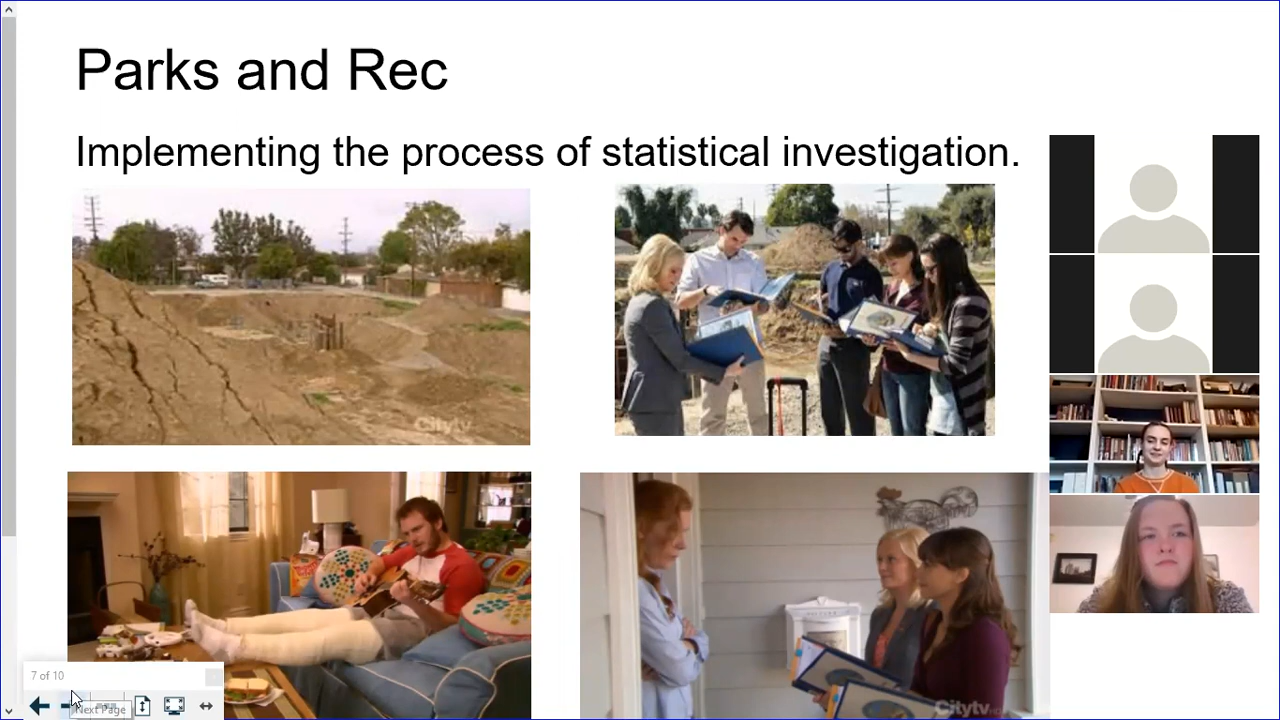 Parks and Rec
Implementing the process of statistical investigation.
Citytv
Citytv
7 of 10
Next Page